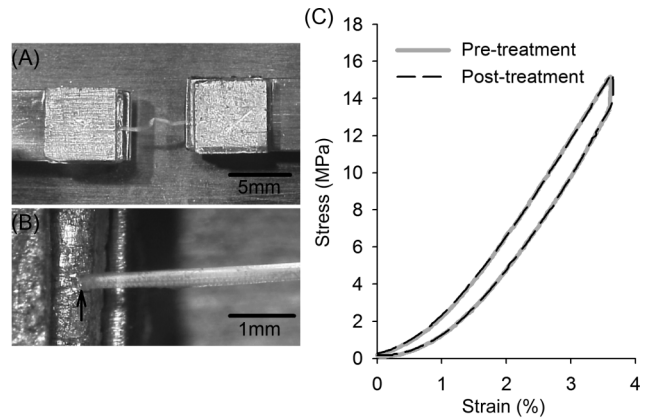 (A)
5mm
(B)
1mm
(C)
Pre-treatment
Post-treatment
Stress (MPa)
18
16
14
12
10
8
6
4
2
0
0 1 2 3 4
Strain (%)